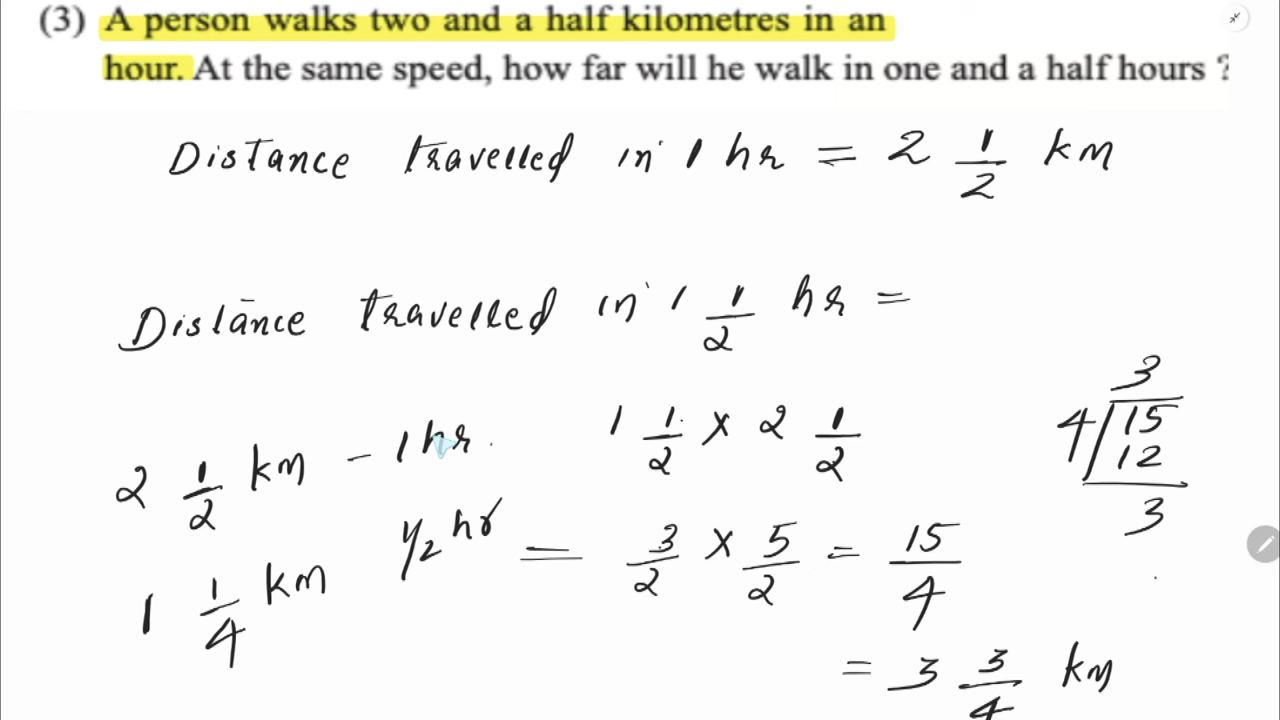 (3) A person walks two and a half kilometres in an
hour. At the same speed, how far will he walk in one and a half hours ?
Distance travelled in 1 hr = 2 1/2 km
Distance travelled in 1 1/2 hr =
2 1/2 km - 1 hr.
1 1/4 km 1/2 hr
1 1/2 × 2 1/2
= 3/2 × 5/2 = 15/4
= 3 3/4 km
3
4 15
12
3